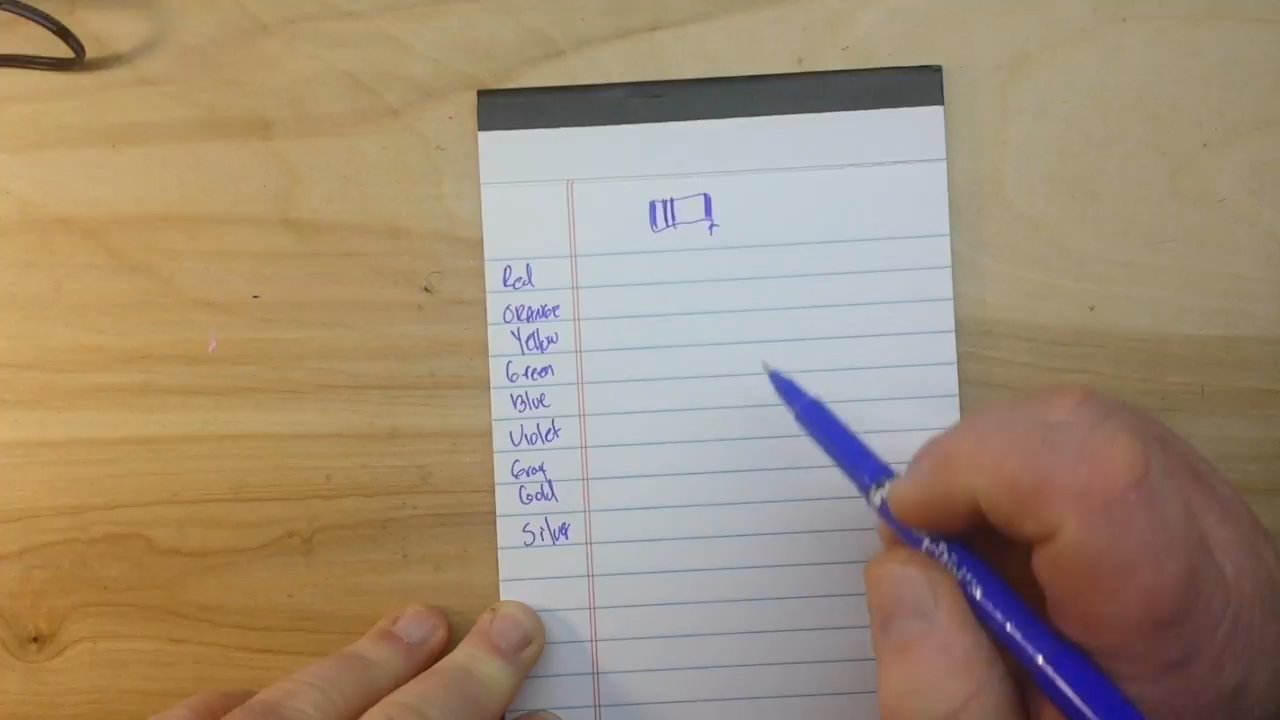 Red
ORANGE
Yellow
Green
Blue
Violet
Gray
Gold
Silver